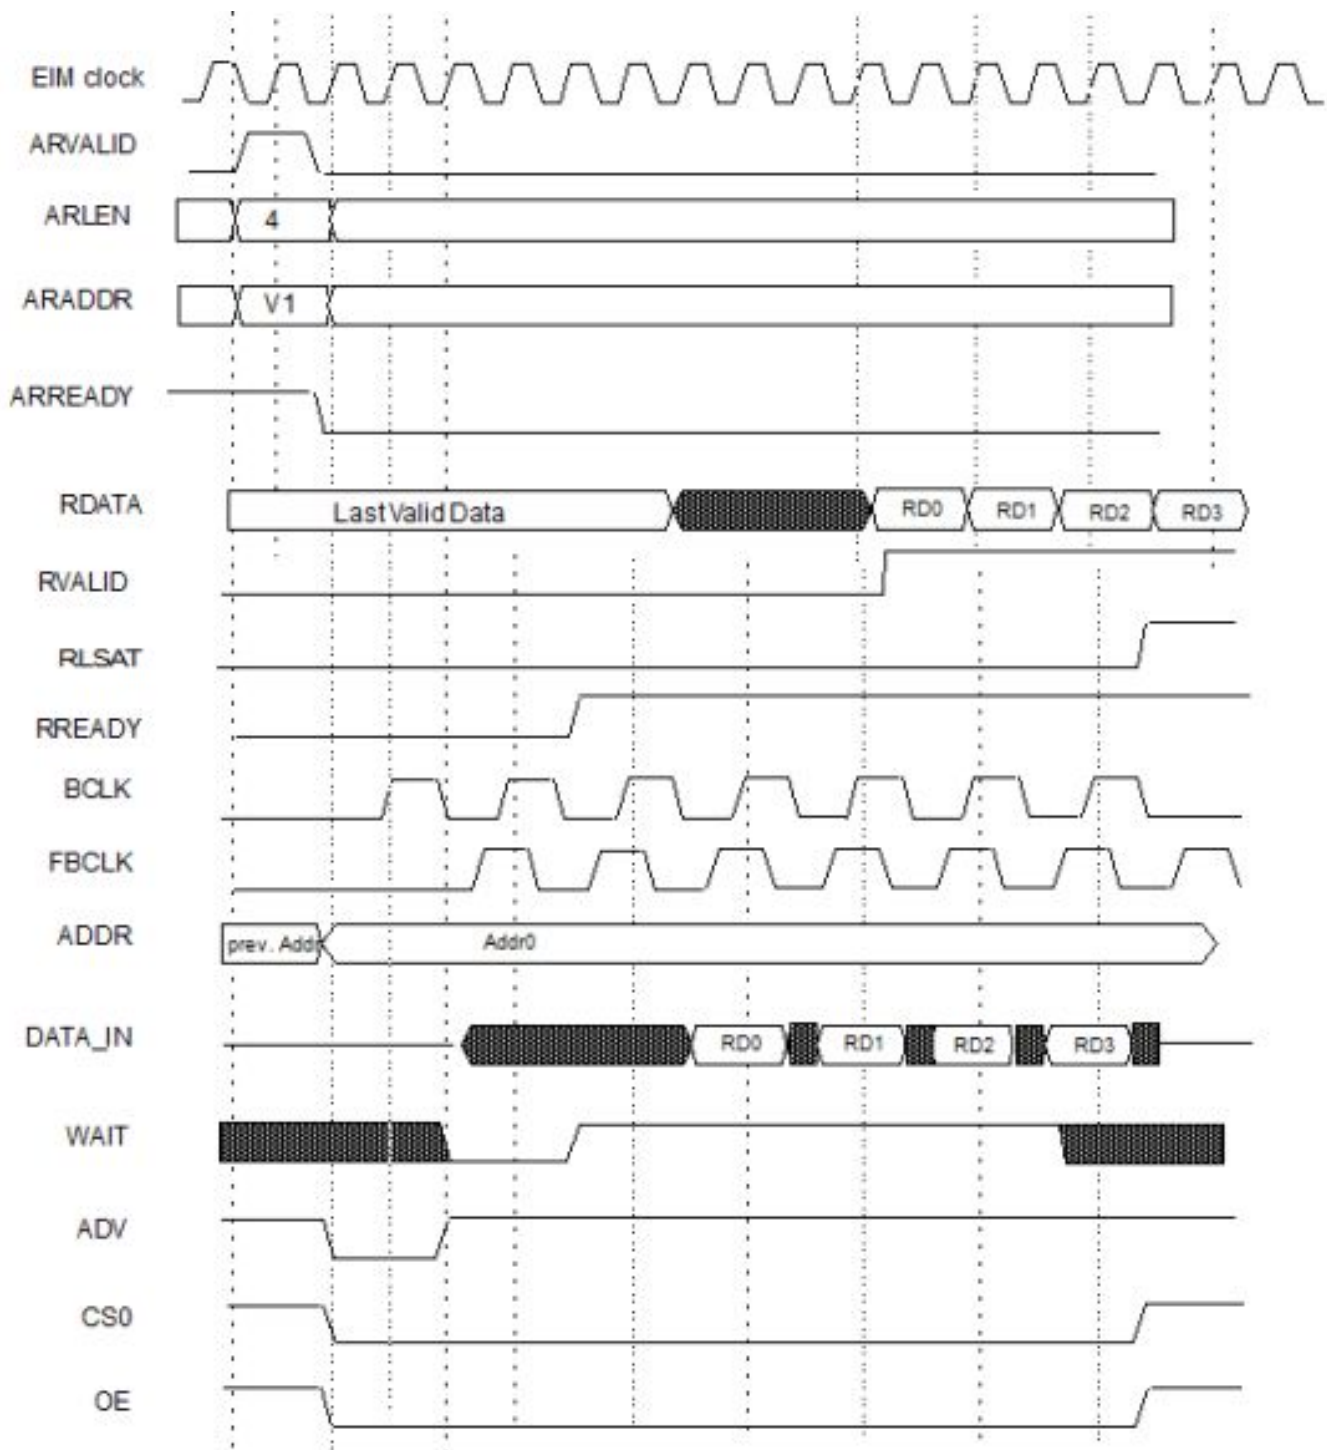 EIM clock
ARVALID
ARLEN 4
ARADDR V1
ARREADY
RDATA Last Valid Data RD0 RD1 RD2 RD3
RVALID
RLSAT
RREADY
BCLK
FBCLK
ADDR prev. Addr Addr0
DATA_IN RD0 RD1 RD2 RD3
WAIT
ADV
CS0
OE